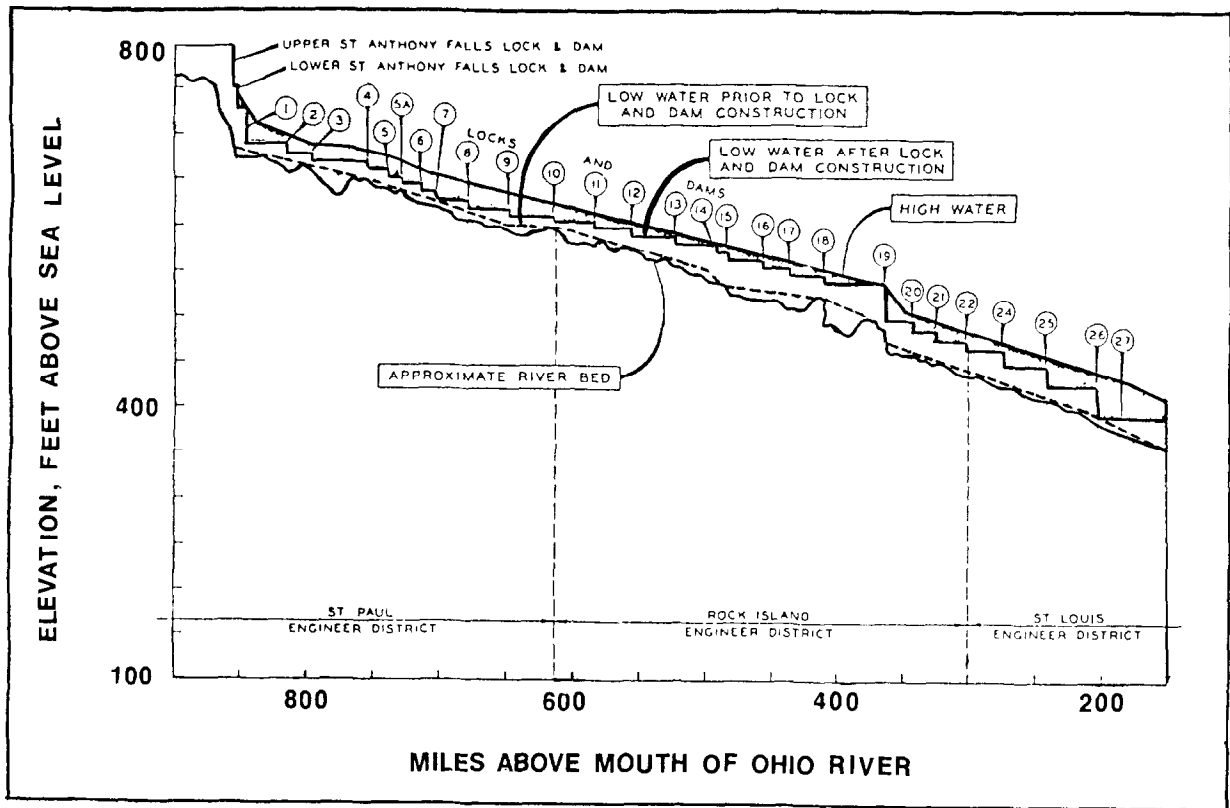 800
UPPER ST ANTHONY FALLS LOCK & DAM
LOWER ST ANTHONY FALLS LOCK & DAM
1
2
3
4
5
5A
6
7
8
LOCKS
9
10
AND
11
12
DAMS
13
14
15
16
17
18
19
20
21
22
24
25
26
27
LOW WATER PRIOR TO LOCK
AND DAM CONSTRUCTION
LOW WATER AFTER LOCK
AND DAM CONSTRUCTION
HIGH WATER
APPROXIMATE RIVER BED
400
ELEVATION, FEET ABOVE SEA LEVEL
ST PAUL
ENGINEER DISTRICT
ROCK ISLAND
ENGINEER DISTRICT
ST LOUIS
ENGINEER DISTRICT
100
800
600
400
200
MILES ABOVE MOUTH OF OHIO RIVER